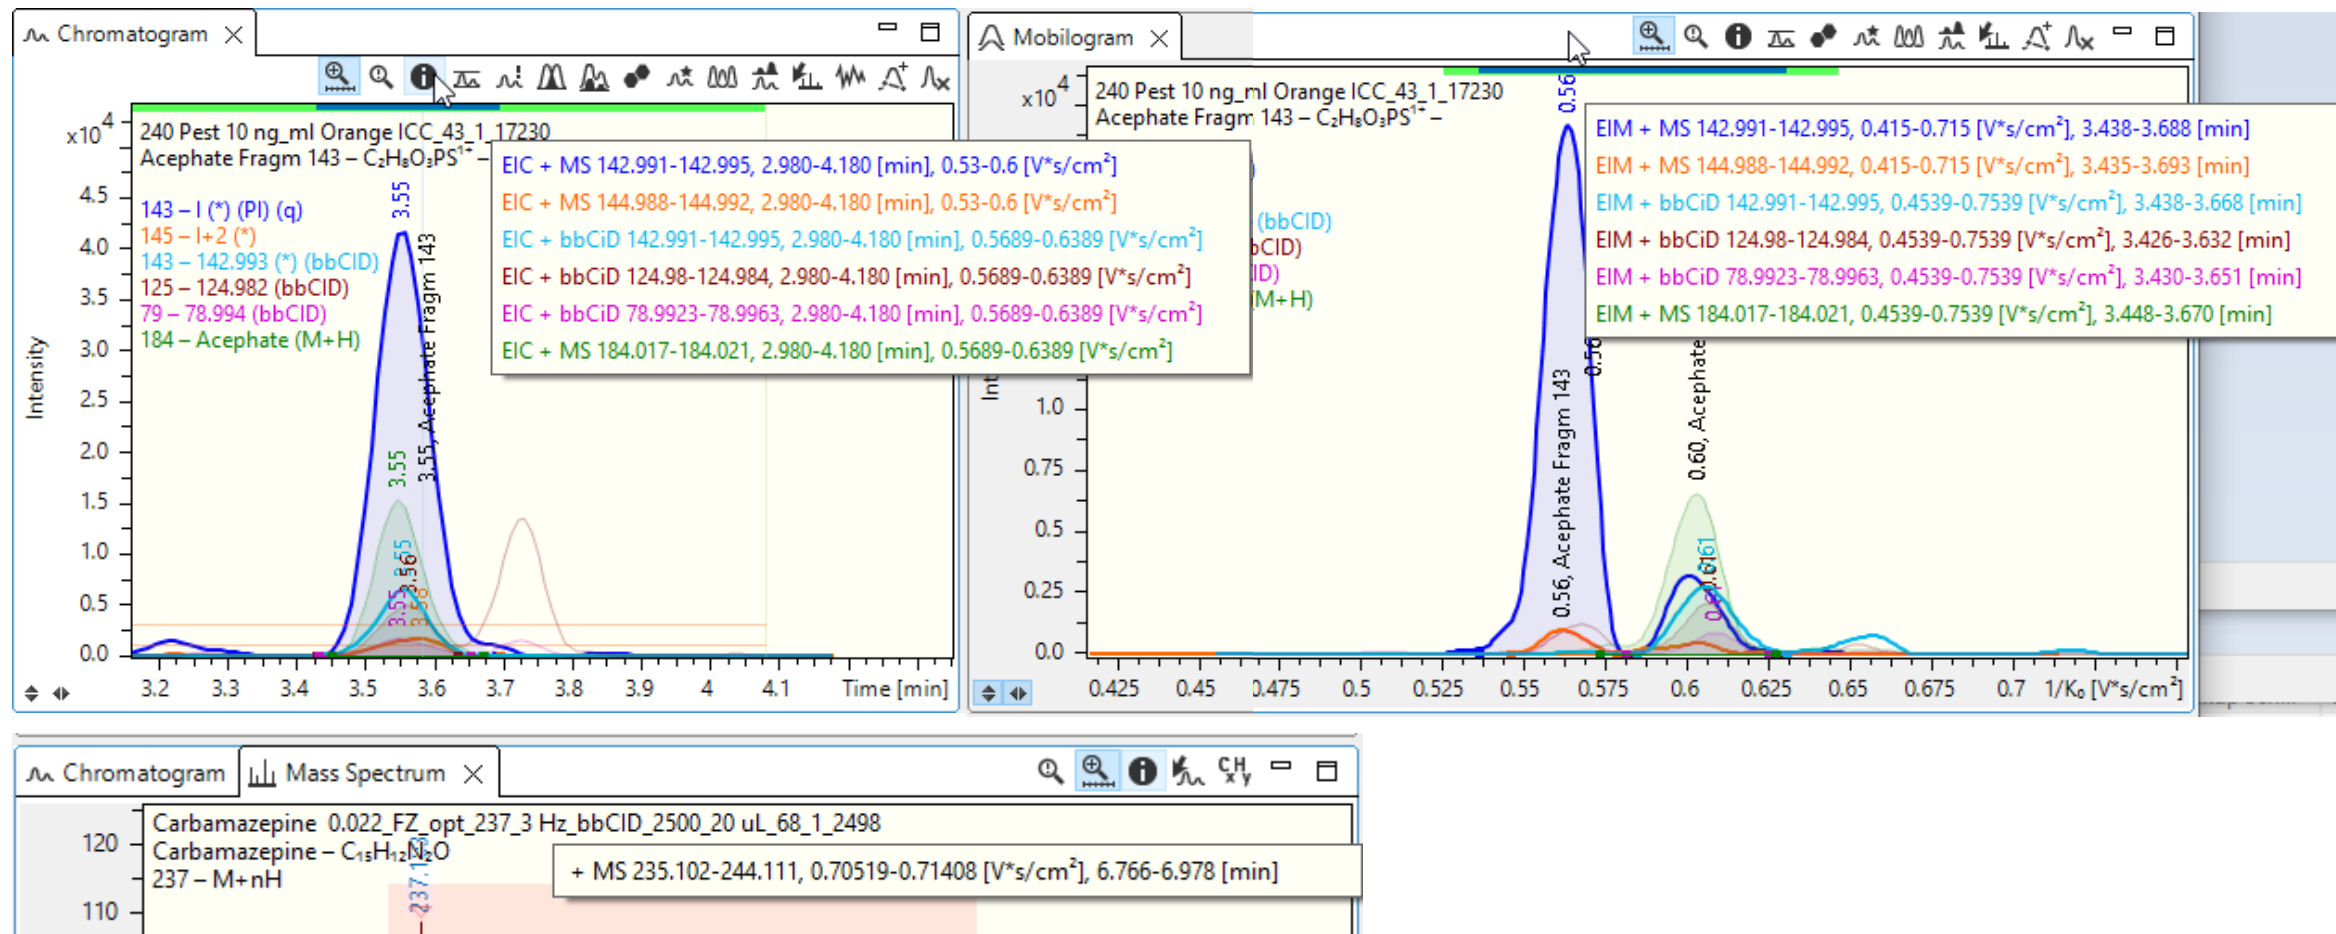 Chromatogram
240 Pest 10 ng_ml Orange ICC_43_1_17230
Acephate Fragm 143 – C₂H₈O₃PS¹⁺ –
x10⁴
143 – I (*) (PI) (q)
145 – I+2 (*)
143 – 142.993 (*) (bbCID)
125 – 124.982 (bbCID)
79 – 78.994 (bbCID)
184 – Acephate (M+H)
EIC + MS 142.991-142.995, 2.980-4.180 [min], 0.53-0.6 [V*s/cm²]
EIC + MS 144.988-144.992, 2.980-4.180 [min], 0.53-0.6 [V*s/cm²]
EIC + bbCiD 142.991-142.995, 2.980-4.180 [min], 0.5689-0.6389 [V*s/cm²]
EIC + bbCiD 124.98-124.984, 2.980-4.180 [min], 0.5689-0.6389 [V*s/cm²]
EIC + bbCiD 78.9923-78.9963, 2.980-4.180 [min], 0.5689-0.6389 [V*s/cm²]
EIC + MS 184.017-184.021, 2.980-4.180 [min], 0.5689-0.6389 [V*s/cm²]
3.55
3.55, Acephate Fragm 143
3.55
3.55
3.56
3.55
3.56
Intensity
4.5
4.0
3.5
3.0
2.5
2.0
1.5
1.0
0.5
0.0
3.2 3.3 3.4 3.5 3.6 3.7 3.8 3.9 4 4.1 Time [min]
Mobilogram
x10⁴
240 Pest 10 ng_ml Orange ICC_43_1_17230
Acephate Fragm 143 – C₂H₈O₃PS¹⁺ –
(bbCID)
bCID)
ID)
(M+H)
EIM + MS 142.991-142.995, 0.415-0.715 [V*s/cm²], 3.438-3.688 [min]
EIM + MS 144.988-144.992, 0.415-0.715 [V*s/cm²], 3.435-3.693 [min]
EIM + bbCiD 142.991-142.995, 0.4539-0.7539 [V*s/cm²], 3.438-3.668 [min]
EIM + bbCiD 124.98-124.984, 0.4539-0.7539 [V*s/cm²], 3.426-3.632 [min]
EIM + bbCiD 78.9923-78.9963, 0.4539-0.7539 [V*s/cm²], 3.430-3.651 [min]
EIM + MS 184.017-184.021, 0.4539-0.7539 [V*s/cm²], 3.448-3.670 [min]
0.56
0.56
0.56, Acephate Fragm 143
0.60, Acephate
0.61
Int
1.0
0.75
0.5
0.25
0.0
0.425 0.45 0.475 0.5 0.525 0.55 0.575 0.6 0.625 0.65 0.675 0.7 1/K₀ [V*s/cm²]
Chromatogram
Mass Spectrum
Carbamazepine 0.022_FZ_opt_237_3 Hz_bbCID_2500_20 uL_68_1_2498
Carbamazepine – C₁₅H₁₂N₂O
237 – M+nH
+ MS 235.102-244.111, 0.70519-0.71408 [V*s/cm²], 6.766-6.978 [min]
120
110